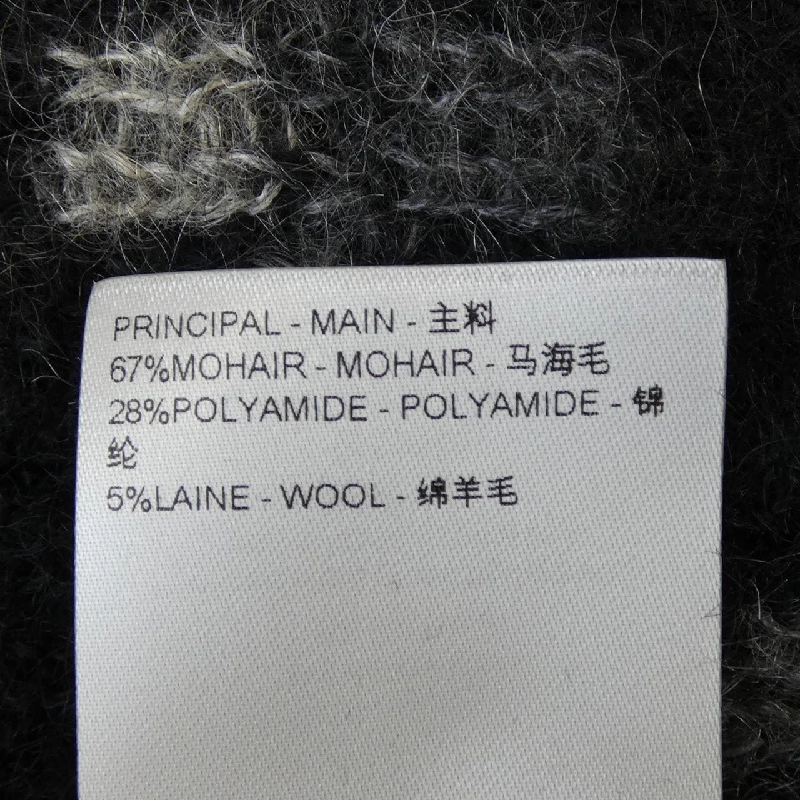 PRINCIPAL - MAIN - 主料
67%MOHAIR - MOHAIR - 马海毛
28%POLYAMIDE - POLYAMIDE - 锦
纶
5%LAINE - WOOL - 绵羊毛